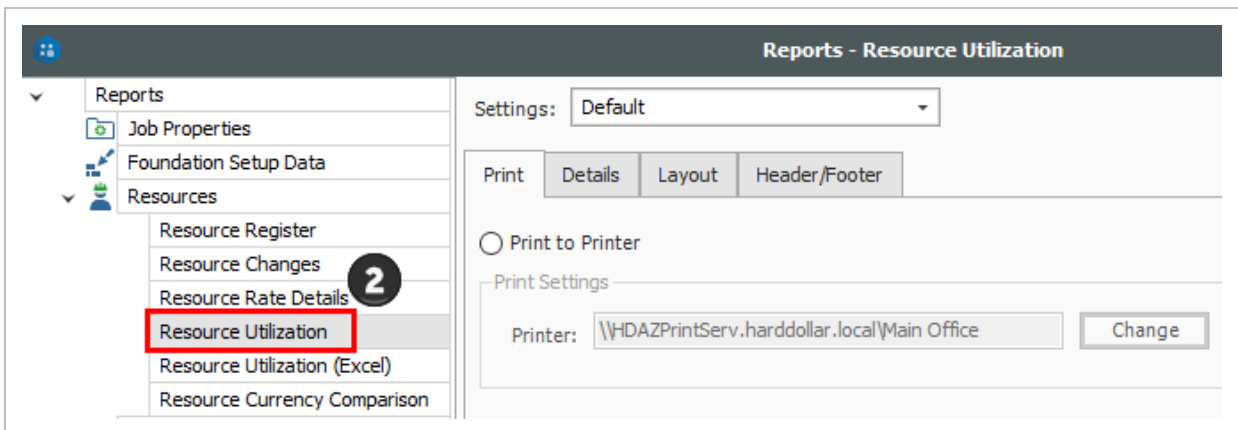 Reports - Resource Utilization
Reports
Job Properties
Foundation Setup Data
Resources
Resource Register
Resource Changes
Resource Rate Details
2
Resource Utilization
Resource Utilization (Excel)
Resource Currency Comparison
Settings: Default
Print Details Layout Header/Footer
Print to Printer
Print Settings
Printer: \\HDAZPrintServ.harddollar.local\Main Office Change